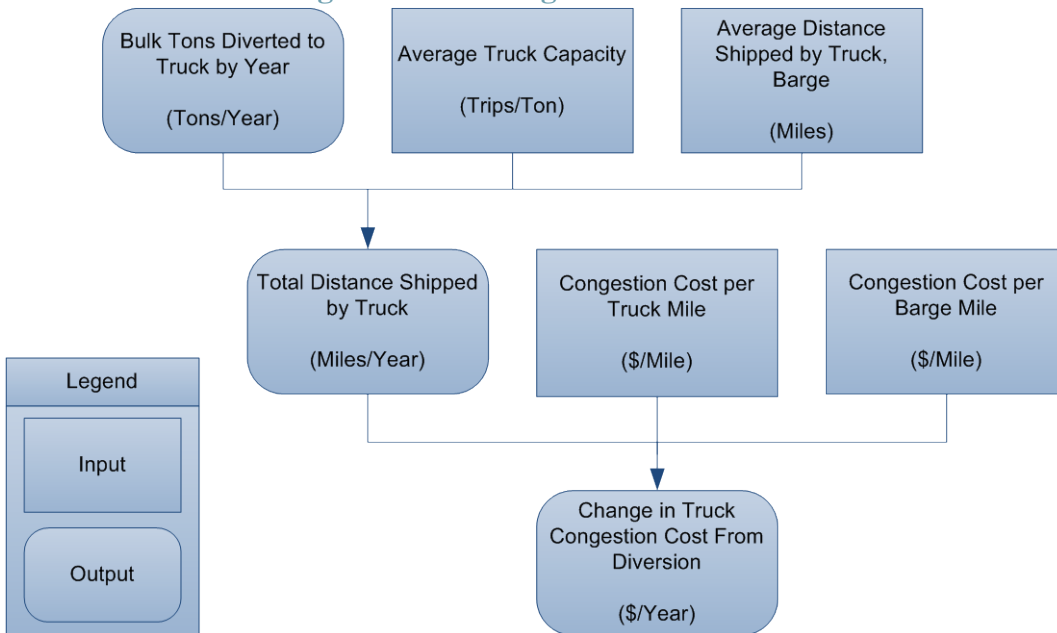 Bulk Tons Diverted to
Truck by Year
(Tons/Year)
Average Truck Capacity
(Trips/Ton)
Average Distance
Shipped by Truck,
Barge
(Miles)
Total Distance Shipped
by Truck
(Miles/Year)
Congestion Cost per
Truck Mile
($/Mile)
Congestion Cost per
Barge Mile
($/Mile)
Legend
Input
Output
Change in Truck
Congestion Cost From
Diversion
($/Year)